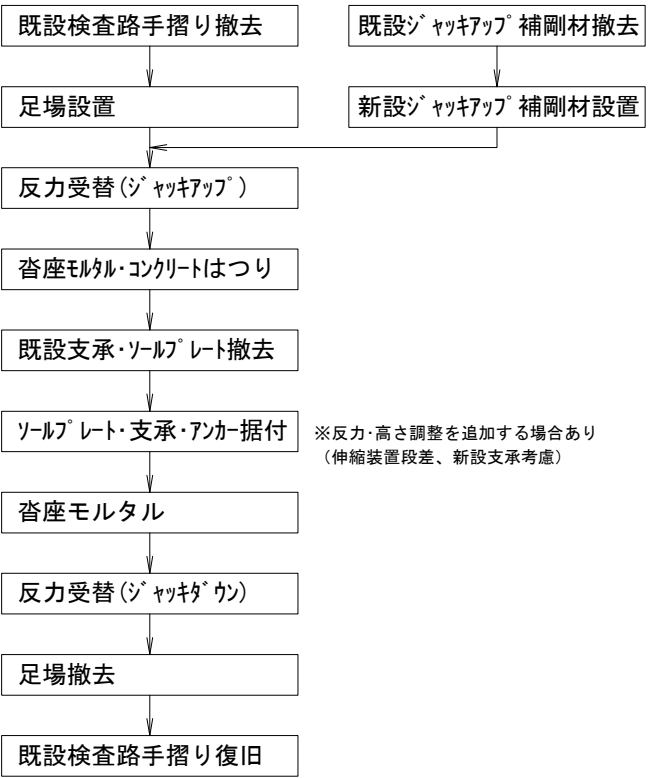 既設検査路手摺り撤去
既設ｼﾞｬｯｷｱｯﾌﾟ補剛材撤去
足場設置
新設ｼﾞｬｯｷｱｯﾌﾟ補剛材設置
反力受替(ｼﾞｬｯｷｱｯﾌﾟ)
沓座ﾓﾙﾀﾙ･ｺﾝｸﾘｰﾄはつり
既設支承･ｿｰﾙﾌﾟﾚｰﾄ撤去
ｿｰﾙﾌﾟﾚｰﾄ･支承･ｱﾝｶｰ据付
※反力･高さ調整を追加する場合あり
（伸縮装置段差、新設支承考慮）
沓座モルタル
反力受替(ｼﾞｬｯｷﾀﾞｳﾝ)
足場撤去
既設検査路手摺り復旧